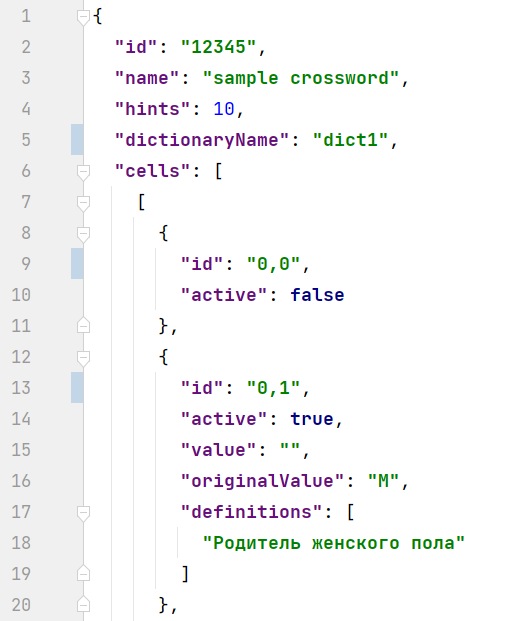 1 {
2 "id": "12345",
3 "name": "sample crossword",
4 "hints": 10,
5 "dictionaryName": "dict1",
6 "cells": [
7 [
8 {
9 "id": "0,0",
10 "active": false
11 },
12 {
13 "id": "0,1",
14 "active": true,
15 "value": "",
16 "originalValue": "М",
17 "definitions": [
18 "Родитель женского пола"
19 ]
20 },